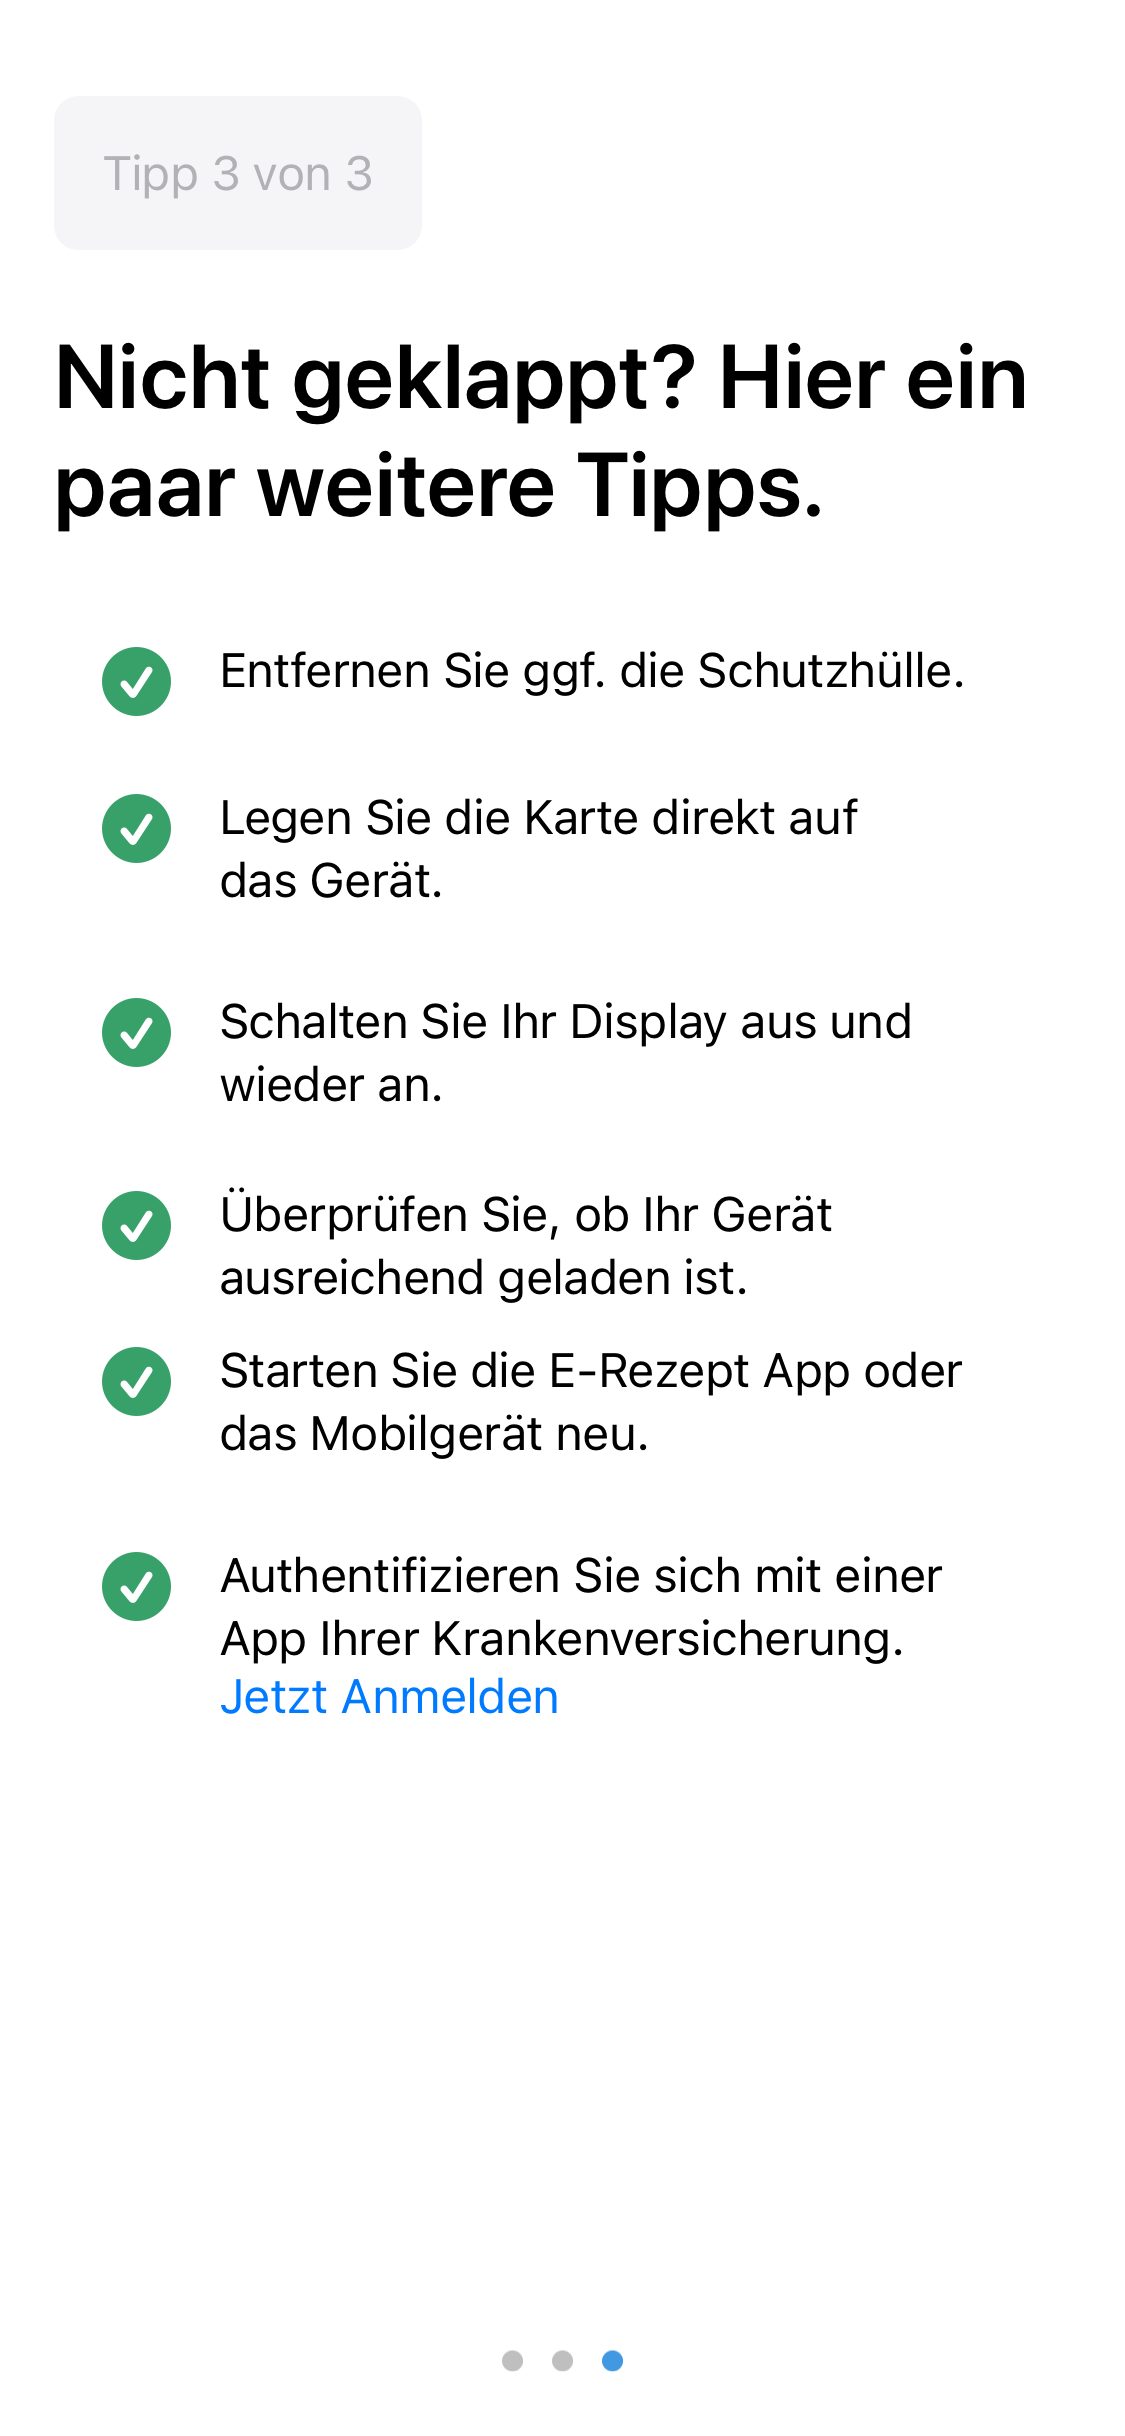 Tipp 3 von 3
Nicht geklappt? Hier ein
paar weitere Tipps.
Entfernen Sie ggf. die Schutzhülle.
Legen Sie die Karte direkt auf
das Gerät.
Schalten Sie Ihr Display aus und
wieder an.
Überprüfen Sie, ob Ihr Gerät
ausreichend geladen ist.
Starten Sie die E-Rezept App oder
das Mobilgerät neu.
Authentifizieren Sie sich mit einer
App Ihrer Krankenversicherung.
Jetzt Anmelden